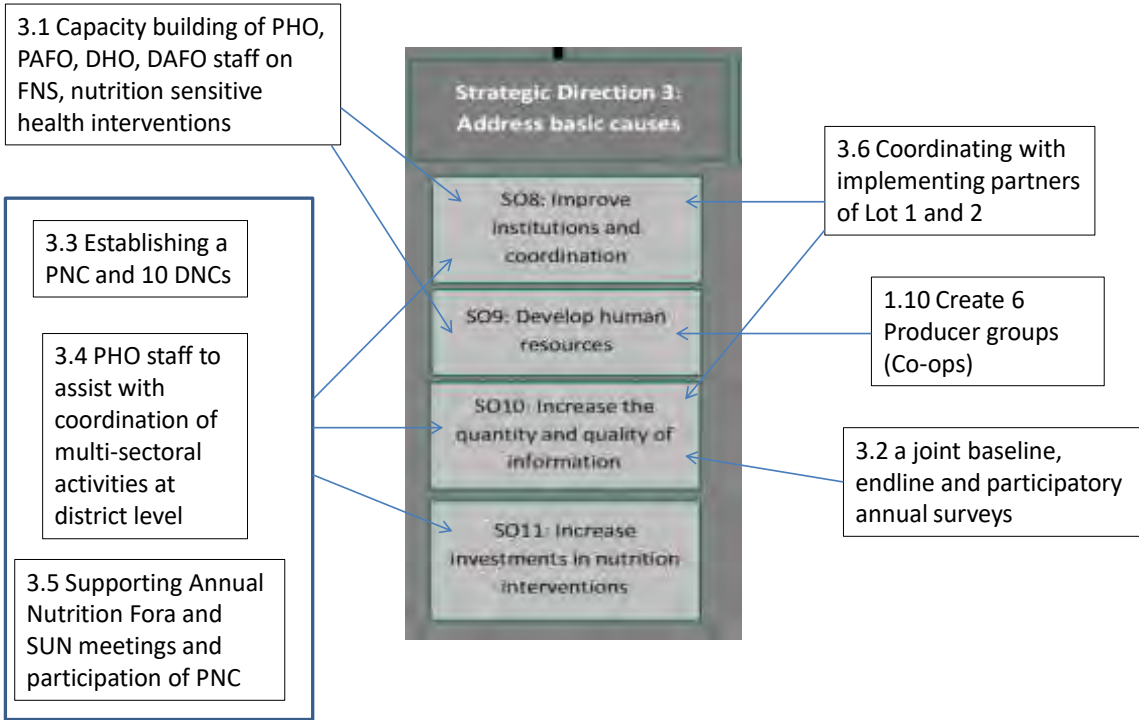 3.1 Capacity building of PHO,
PAFO, DHO, DAFO staff on
FNS, nutrition sensitive
health interventions
3.3 Establishing a
PNC and 10 DNCs
3.4 PHO staff to
assist with
coordination of
multi-sectoral
activities at
district level
3.5 Supporting Annual
Nutrition Fora and
SUN meetings and
participation of PNC
Strategic Direction 3:
Address basic causes
SO8: Improve
institutions and
coordination
SO9: Develop human
resources
SO10: Increase the
quantity and quality of
information
SO11: Increase
investments in nutrition
interventions
3.6 Coordinating with
implementing partners
of Lot 1 and 2
1.10 Create 6
Producer groups
(Co-ops)
3.2 a joint baseline,
endline and participatory
annual surveys